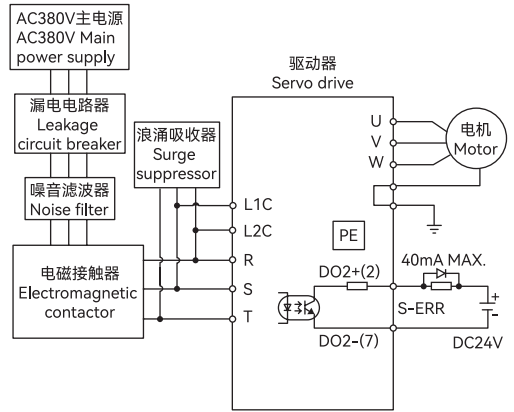 AC380V主电源
AC380V Main
power supply
漏电电路器
Leakage
circuit breaker
噪音滤波器
Noise filter
电磁接触器
Electromagnetic
contactor
浪涌吸收器
Surge
suppressor
驱动器
Servo drive
L1C
L2C
R
S
T
U
V
W
电机
Motor
PE
DO2+(2)
DO2-(7)
40mA MAX.
S-ERR
+
-
DC24V